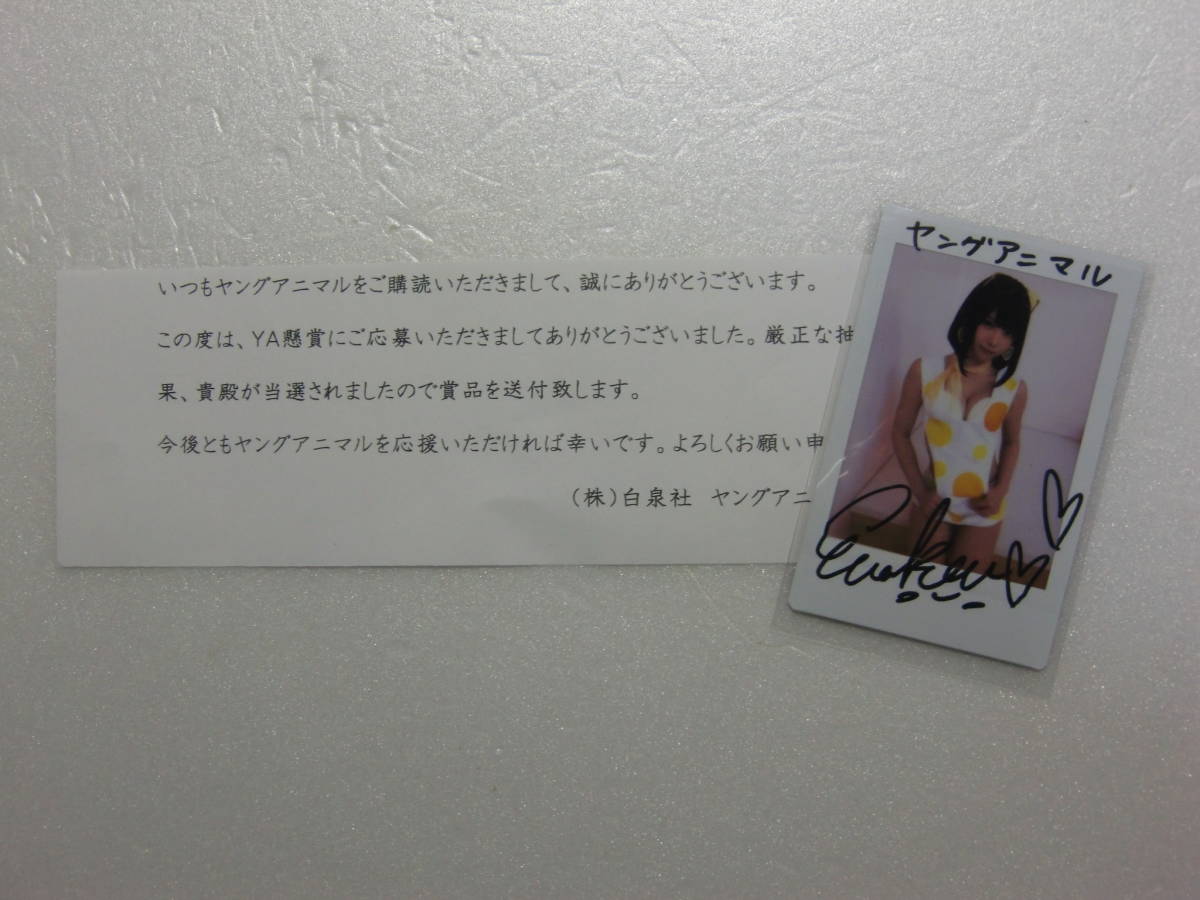 いつもヤングアニマルをご購読いただきまして、誠にありがとうございます。
この度は、YA懸賞にご応募いただきましてありがとうございました。厳正な抽
果、貴殿が当選されましたので賞品を送付致します。
今後ともヤングアニマルを応援いただければ幸いです。よろしくお願い申
(株)白泉社 ヤングアニ
ヤングアニマル
Enako